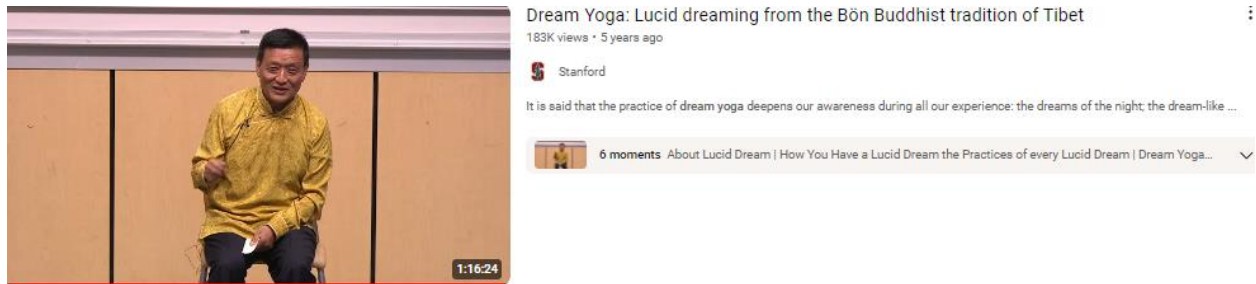 1:16:24
Dream Yoga: Lucid dreaming from the Bön Buddhist tradition of Tibet
183K views • 5 years ago
Stanford
It is said that the practice of dream yoga deepens our awareness during all our experience: the dreams of the night; the dream-like ...
6 moments About Lucid Dream | How You Have a Lucid Dream the Practices of every Lucid Dream | Dream Yoga...